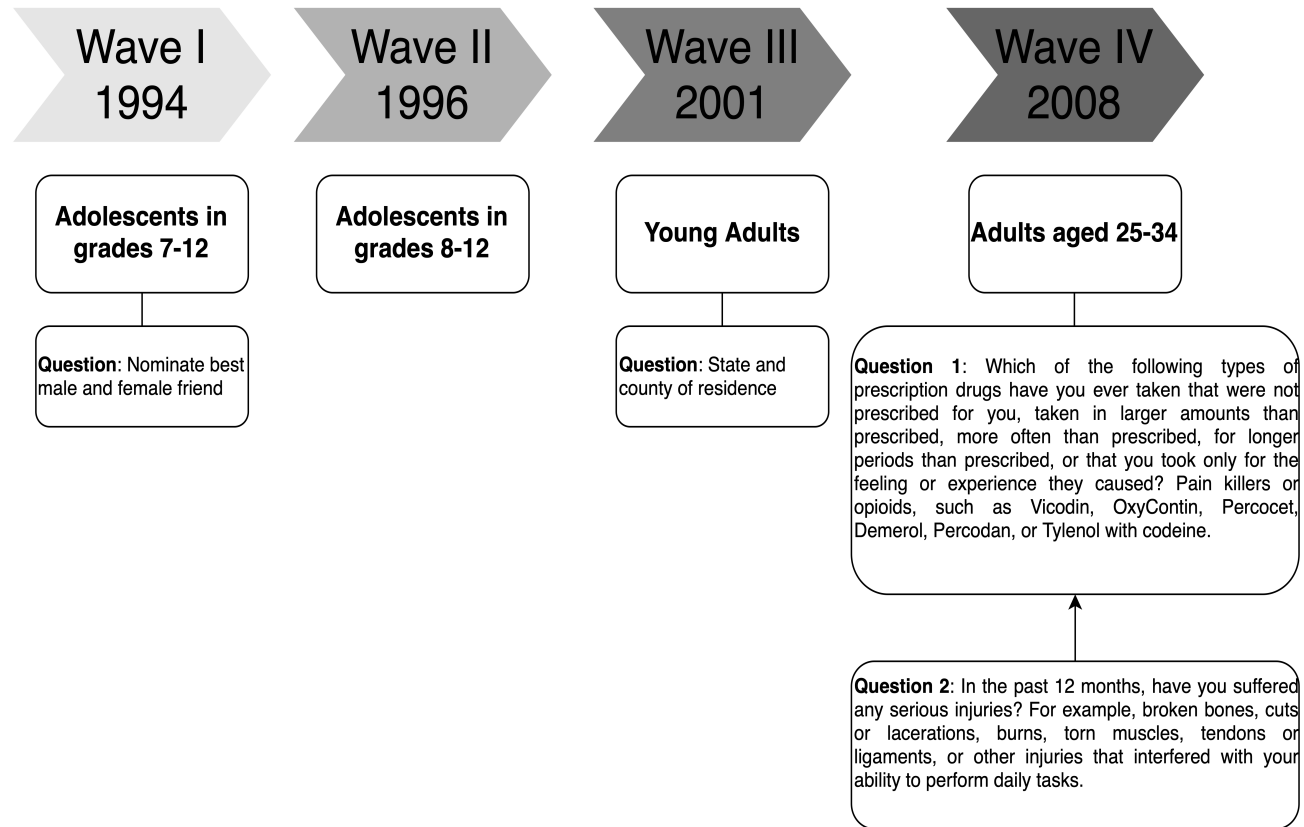 Wave I
1994
Wave II
1996
Wave III
2001
Wave IV
2008
Adolescents in
grades 7-12
Adolescents in
grades 8-12
Young Adults
Adults aged 25-34
Question: Nominate best
male and female friend
Question: State and
county of residence
Question 1: Which of the following types of
prescription drugs have you ever taken that were not
prescribed for you, taken in larger amounts than
prescribed, more often than prescribed, for longer
periods than prescribed, or that you took only for the
feeling or experience they caused? Pain killers or
opioids, such as Vicodin, OxyContin, Percocet,
Demerol, Percodan, or Tylenol with codeine.
Question 2: In the past 12 months, have you suffered
any serious injuries? For example, broken bones, cuts
or lacerations, burns, torn muscles, tendons or
ligaments, or other injuries that interfered with your
ability to perform daily tasks.